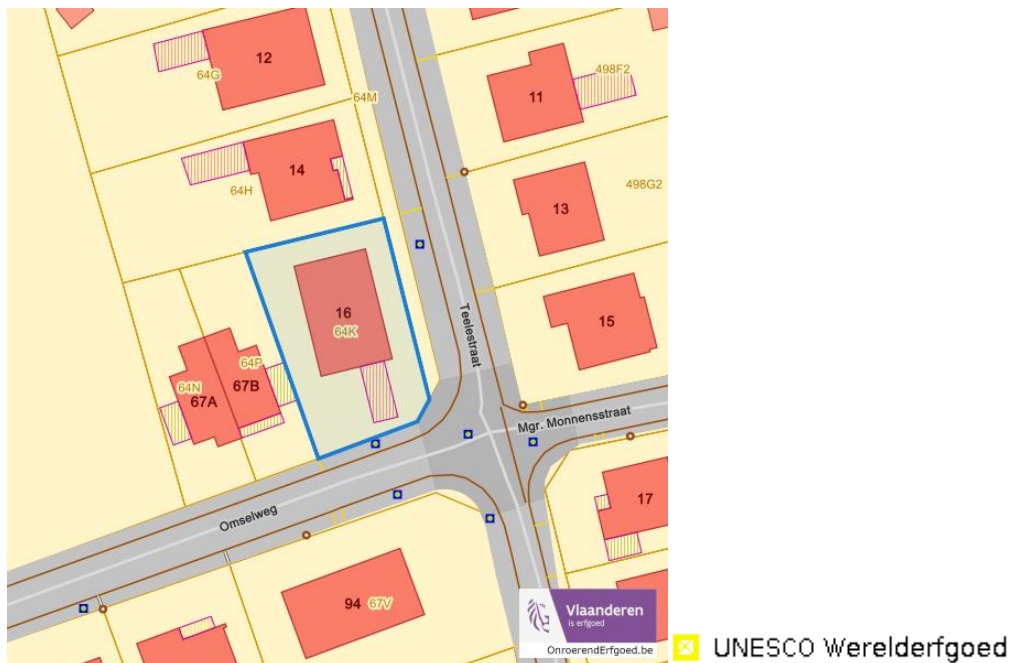 12
64G
64M
11
498F2
14
64H
13
498G2
16
64K
15
Teelestraat
64P
64N
67B
67A
Mgr. Monnensstraat
Omselweg
17
94 67V
Vlaanderen
is erfgoed
OnroerendErfgoed.be
UNESCO Werelderfgoed